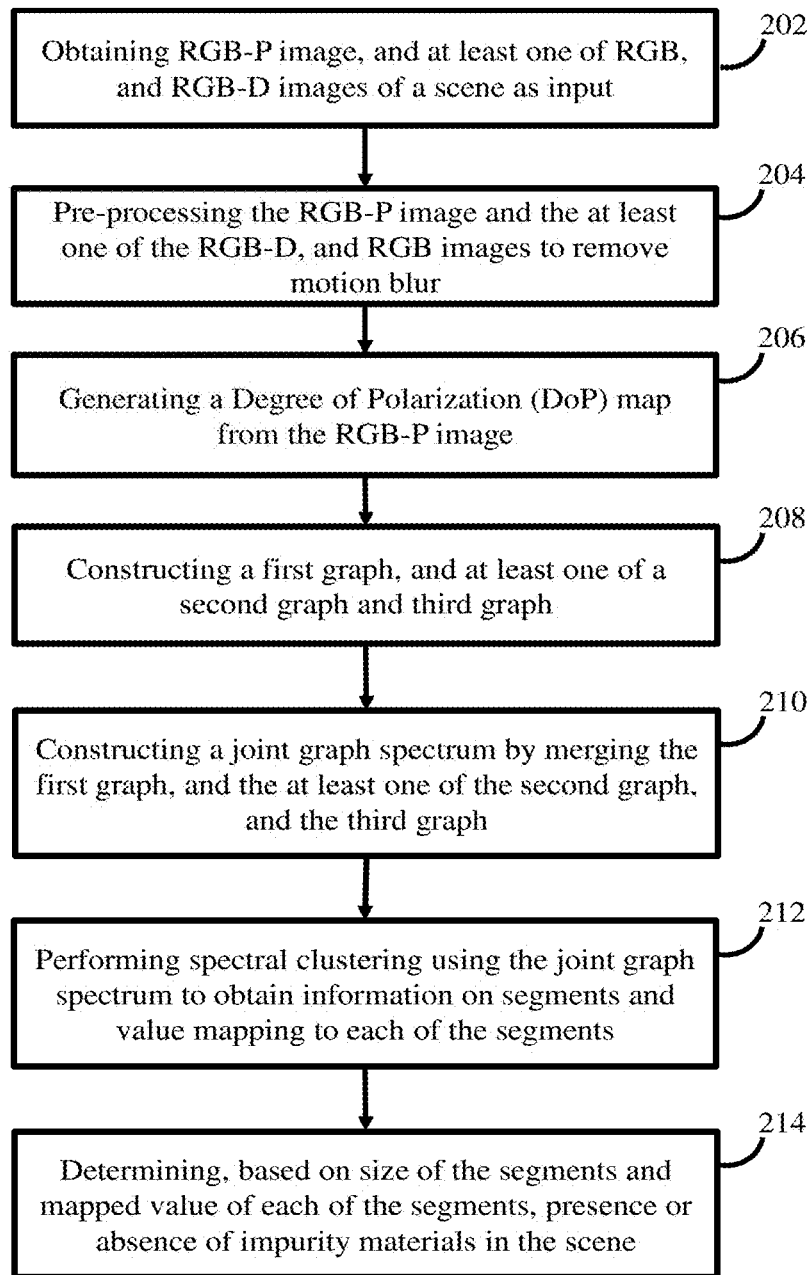 202
Obtaining RGB-P image, and at least one of RGB,
and RGB-D images of a scene as input
204
Pre-processing the RGB-P image and the at least
one of the RGB-D, and RGB images to remove
motion blur
206
Generating a Degree of Polarization (DoP) map
from the RGB-P image
208
Constructing a first graph, and at least one of a
second graph and third graph
210
Constructing a joint graph spectrum by merging the
first graph, and the at least one of the second graph,
and the third graph
212
Performing spectral clustering using the joint graph
spectrum to obtain information on segments and
value mapping to each of the segments
214
Determining, based on size of the segments and
mapped value of each of the segments, presence or
absence of impurity materials in the scene